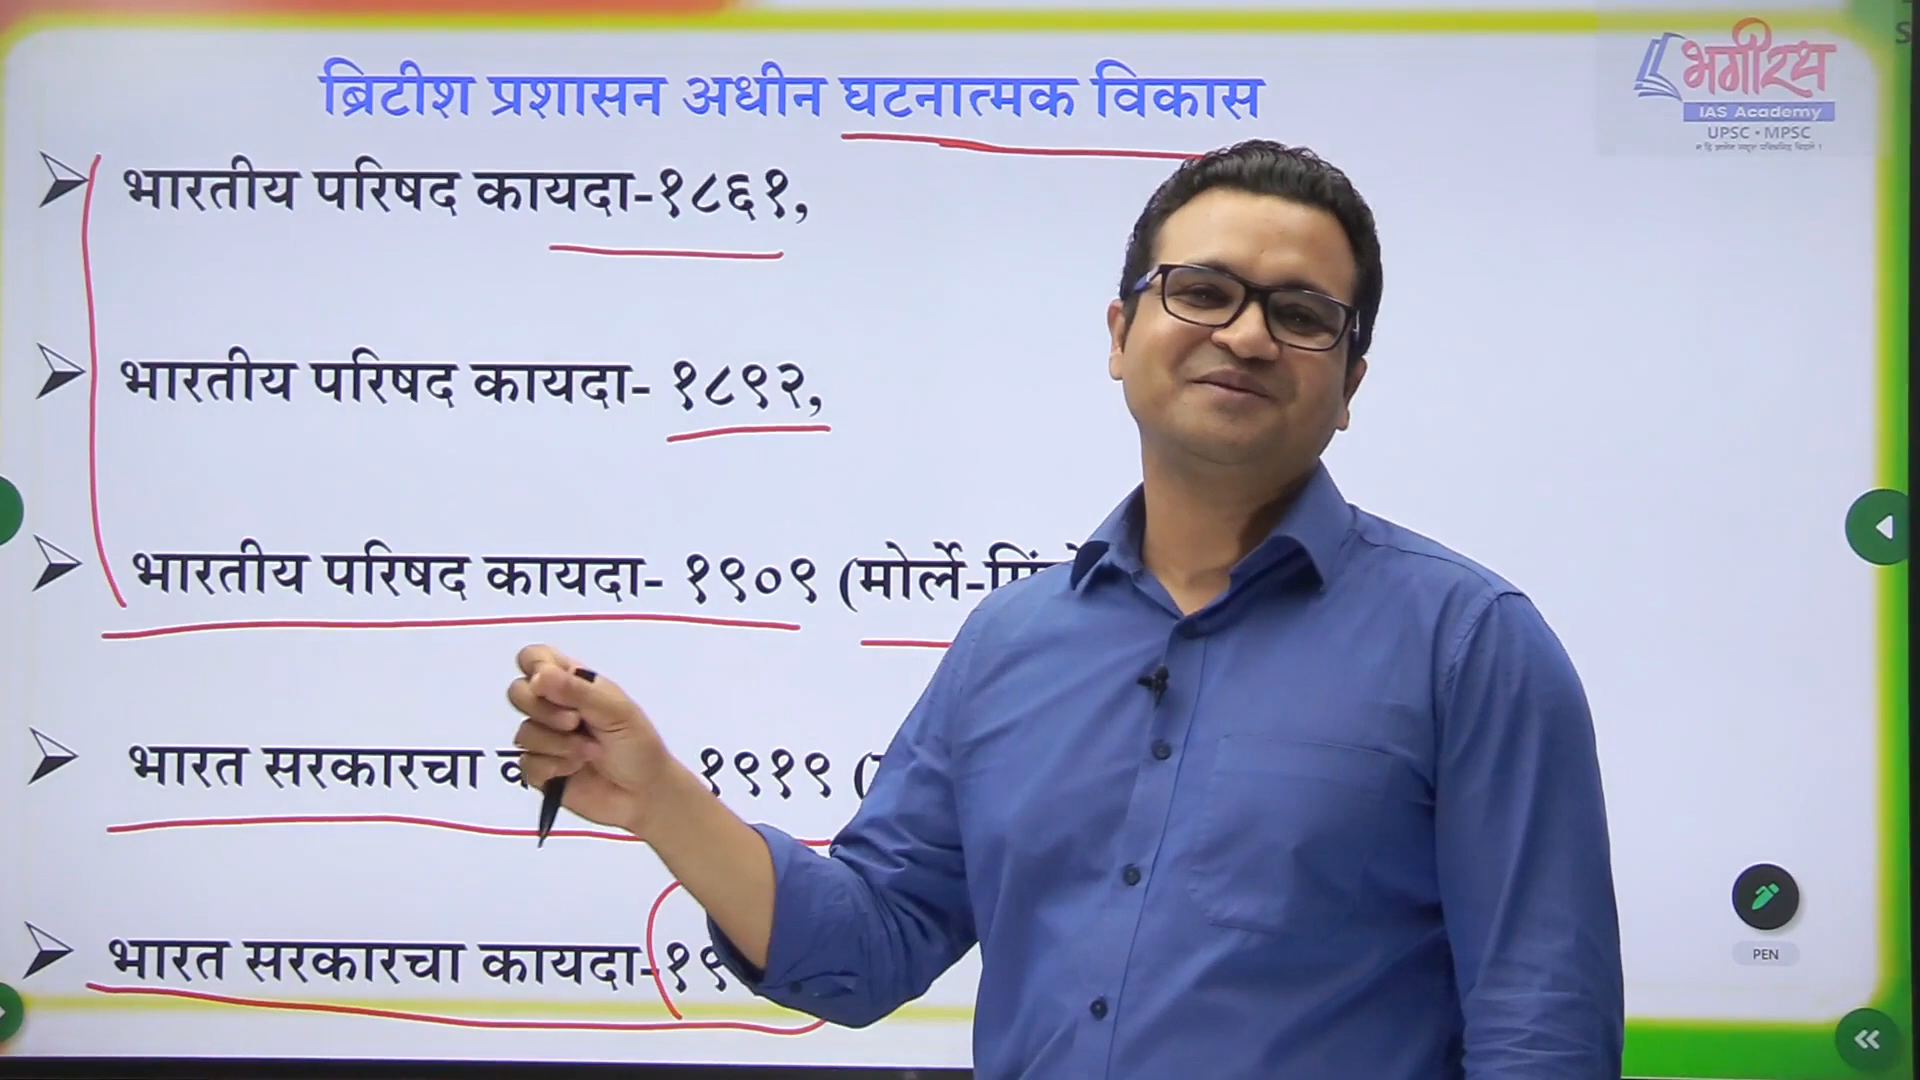 ब्रिटीश प्रशासन अधीन घटनात्मक विकास
भगीरथ
IAS Academy
UPSC • MPSC
भारतीय परिषद कायदा-१८६१,
भारतीय परिषद कायदा- १८९२,
भारतीय परिषद कायदा- १९०९ (मोर्ले-
भारत सरकारचा १९१९ (
भारत सरकारचा कायदा-१९
PEN